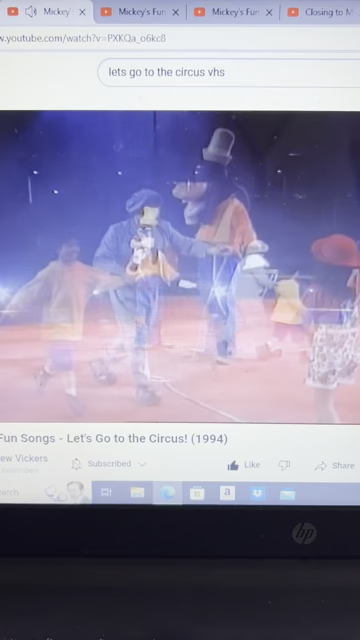 Mickey'
Mickey's Fun
Mickey's Fun
Closing to M
w.youtube.com/watch?v=PXKQa_o6kc8
lets go to the circus vhs
Fun Songs - Let's Go to the Circus! (1994)
ew Vickers
Subscribed
Like
Share
earch
a
hp